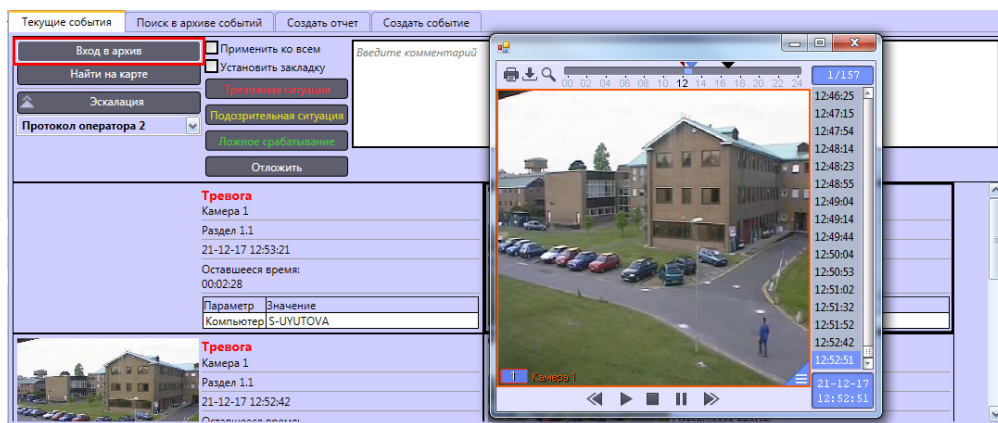 Текущие события
Поиск в архиве событий
Создать отчет
Создать событие
Вход в архив
Найти на карте
Эскалация
Протокол оператора 2
Применить ко всем
Установить закладку
Тревожная ситуация
Подозрительная ситуация
Ложное срабатывание
Отложить
Введите комментарий
Тревога
Камера 1
Раздел 1.1
21-12-17 12:53:21
Оставшееся время:
00:02:28
Параметр Значение
Компьютер S-UYUTOVA
Тревога
Камера 1
Раздел 1.1
21-12-17 12:52:42
00 02 04 06 08 10 12 14 16 18 20 22 24
1/157
12:46:25
12:47:15
12:47:54
12:48:14
12:48:23
12:48:55
12:49:04
12:49:14
12:49:44
12:50:04
12:50:53
12:51:02
12:51:32
12:51:52
12:52:42
12:52:51
1 Камера 1
21-12-17
12:52:51